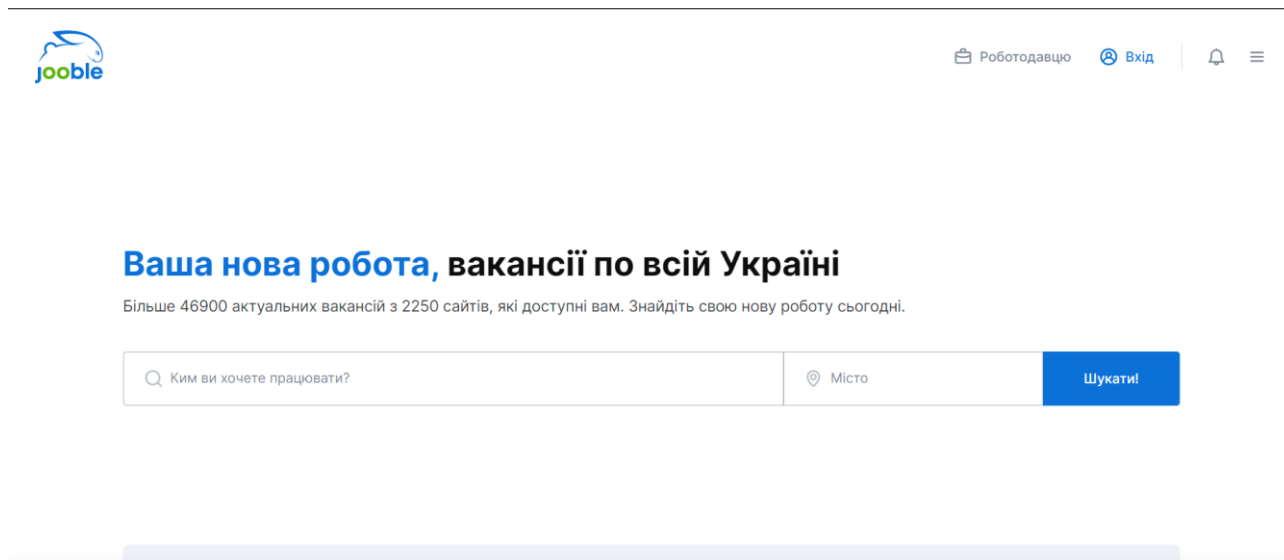 jooble
Роботодавцю
Вхід
Ваша нова робота, вакансії по всій Україні
Більше 46900 актуальних вакансій з 2250 сайтів, які доступні вам. Знайдіть свою нову роботу сьогодні.
Ким ви хочете працювати?
Місто
Шукати!